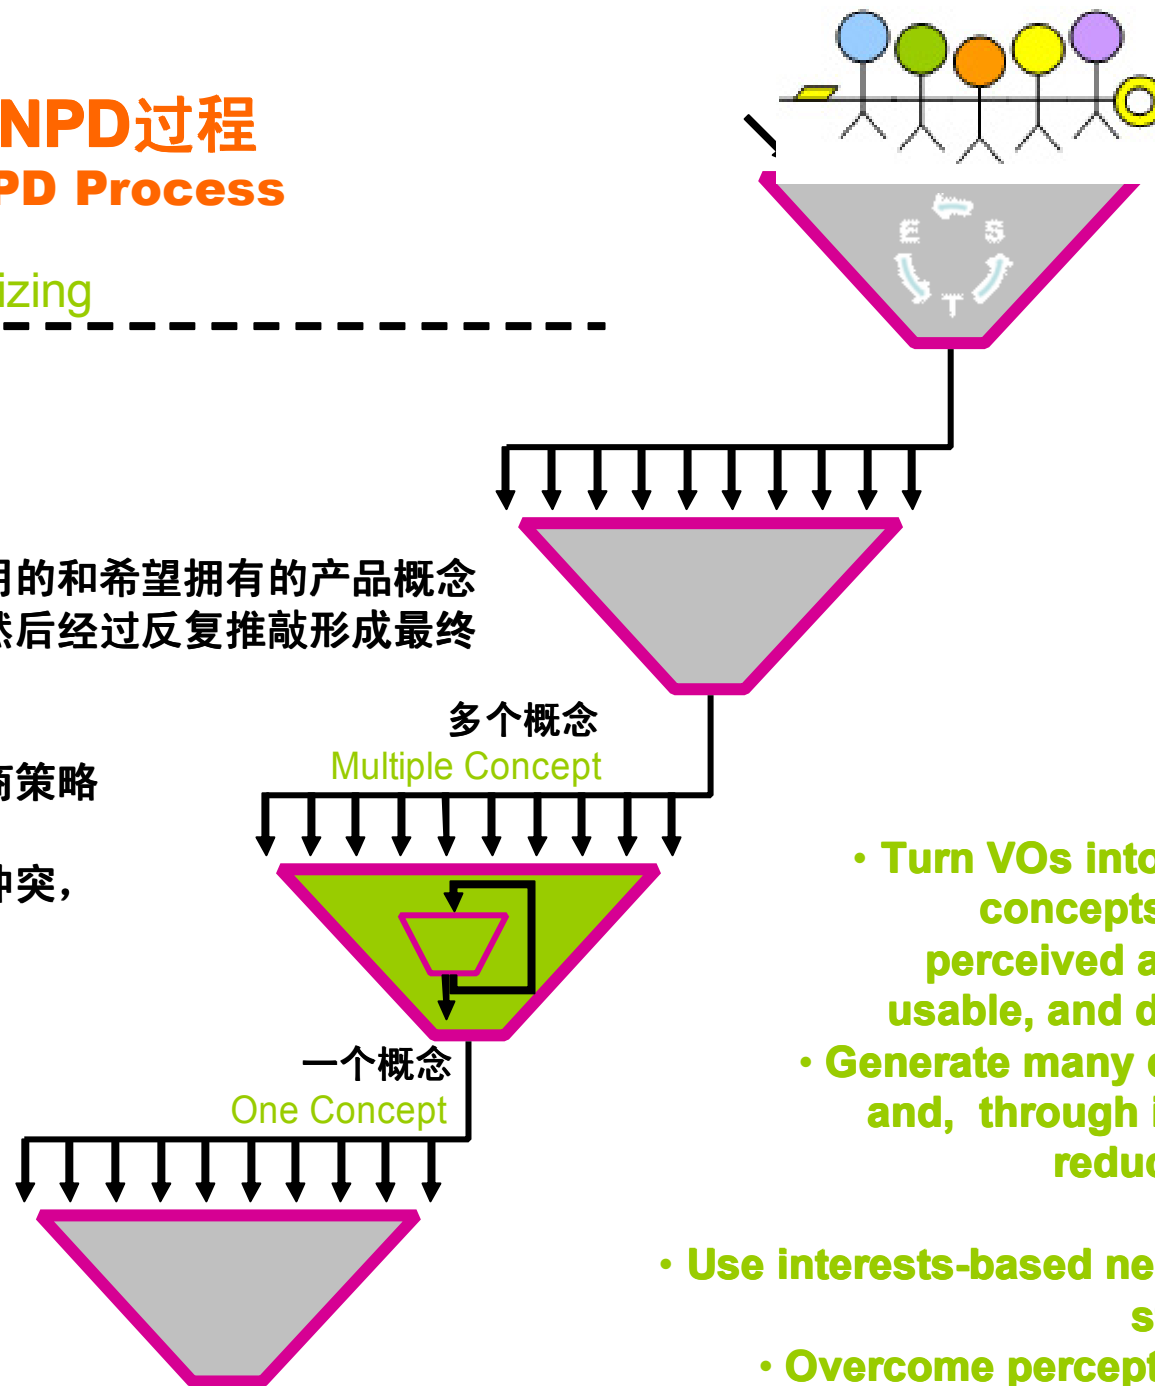 NPD过程
PD Process
izing
E
S
T
用的和希望拥有的产品概念
然后经过反复推敲形成最终
多个概念
Multiple Concept
商策略
冲突，
一个概念
One Concept
• Turn VOs into
concepts
perceived a
usable, and d
• Generate many
and, through i
reduc
• Use interests-based ne
s
• Overcome percept